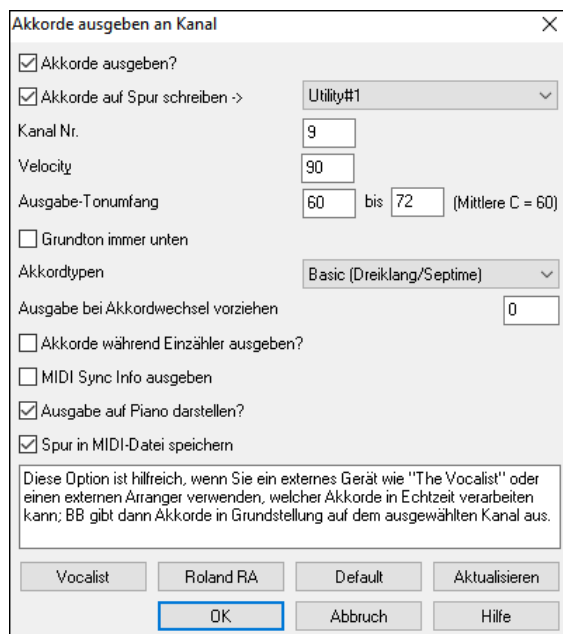 Akkorde ausgeben an Kanal
Akkorde ausgeben?
Akkorde auf Spur schreiben -> Utility#1
Kanal Nr. 9
Velocity 90
Ausgabe-Tonumfang 60 bis 72 (Mittlere C = 60)
Grundton immer unten
Akkordtypen Basic (Dreiklang/Septime)
Ausgabe bei Akkordwechsel vorziehen 0
Akkorde während Einzähler ausgeben?
MIDI Sync Info ausgeben
Ausgabe auf Piano darstellen?
Spur in MIDI-Datei speichern
Diese Option ist hilfreich, wenn Sie ein externes Gerät wie "The Vocalist" oder
einen externen Arranger verwenden, welcher Akkorde in Echtzeit verarbeiten
kann; BB gibt dann Akkorde in Grundstellung auf dem ausgewählten Kanal aus.
Vocalist Roland RA Default Aktualisieren
OK Abbruch Hilfe